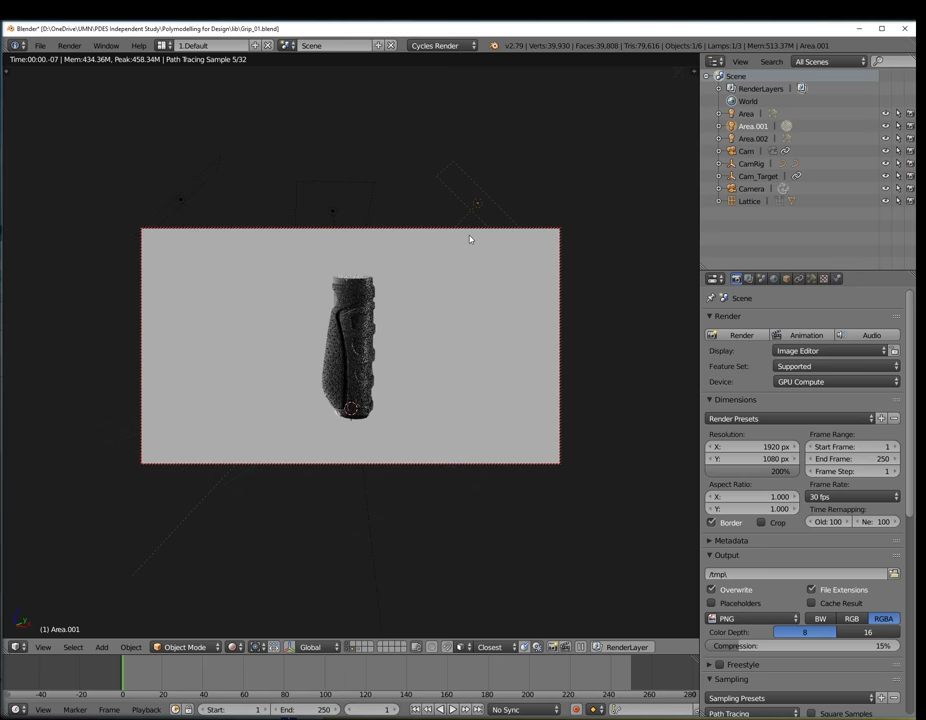 Blender* [D:\OneDrive\UMN\PDES Independent Study\Polymodelling for Design\lib\Grip_01.blend]
File Render Window Help 1.Default Scene Cycles Render v2.79 | Verts:39,930 | Faces:39,808 | Tris:79,616 | Objects:1/6 | Lamps:1/3 | Mem:513.37M | Area.001
Time:00:00.-07 | Mem:434.36M, Peak:458.34M | Path Tracing Sample 5/32
View Search All Scenes
Scene
RenderLayers |
World
Area |
Area.001 |
Area.002 |
Cam |
CamRig |
Cam_Target |
Camera |
Lattice |
Scene
Render
Render Animation Audio
Display: Image Editor
Feature Set: Supported
Device: GPU Compute
Dimensions
Render Presets
Resolution: Frame Range:
X: 1920 px Start Frame: 1
Y: 1080 px End Frame: 250
200% Frame Step: 1
Aspect Ratio: Frame Rate:
X: 1.000 30 fps
Y: 1.000 Time Remapping:
Border Crop Old: 100 Ne: 100
Metadata
Output
/tmp\
Overwrite File Extensions
Placeholders Cache Result
PNG BW RGB RGBA
Color Depth: 8 16
Compression: 15%
Freestyle
Sampling
Sampling Presets
Path Tracing Square Samples
(1) Area.001
View Select Add Object Object Mode Global Closest RenderLayer
-40 -20 0 20 40 60 80 100 120 140 160 180 200 220 240 260 280
View Marker Frame Playback Start: 1 End: 250 1 No Sync